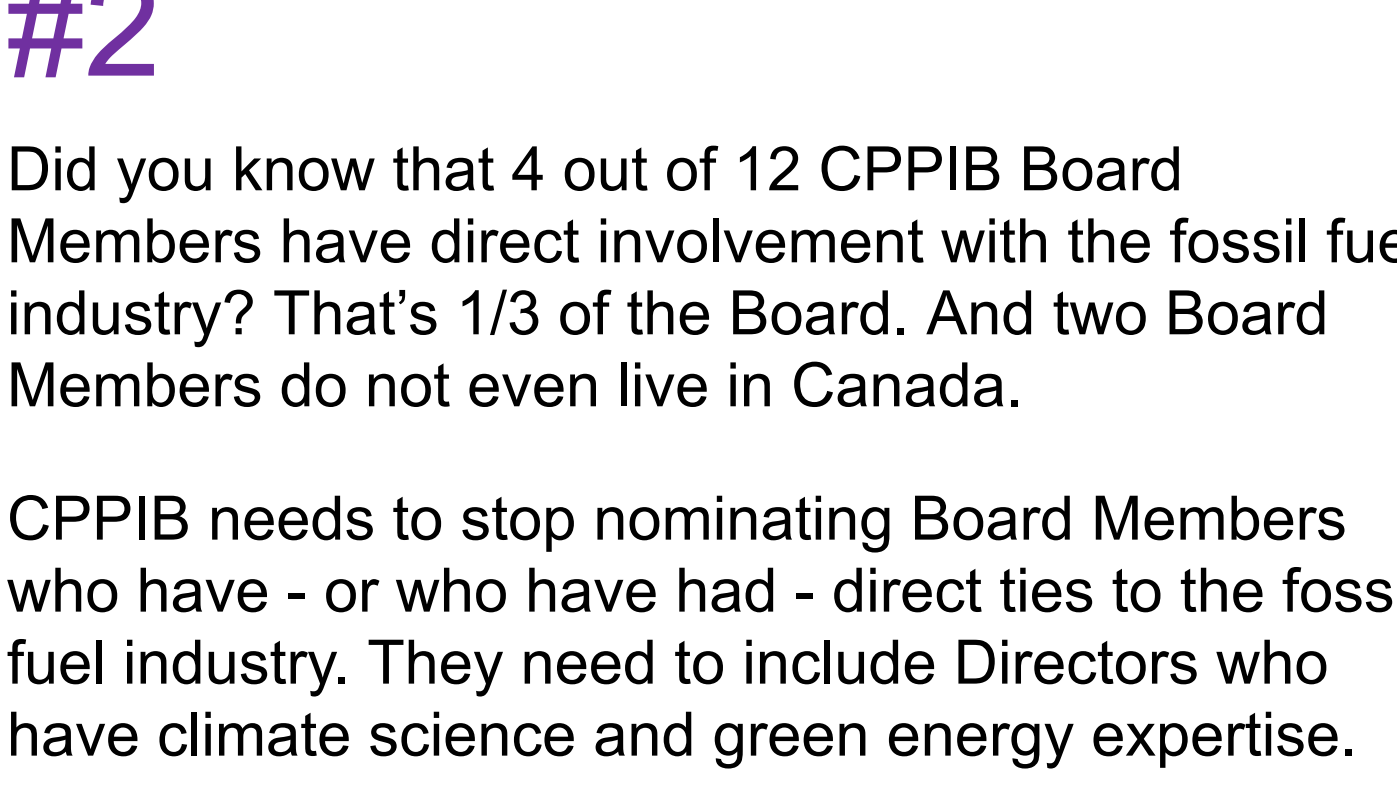 #2
Did you know that 4 out of 12 CPPIB Board
Members have direct involvement with the fossil fue
industry? That’s 1/3 of the Board. And two Board
Members do not even live in Canada.
CPPIB needs to stop nominating Board Members
who have - or who have had - direct ties to the foss
fuel industry. They need to include Directors who
have climate science and green energy expertise.